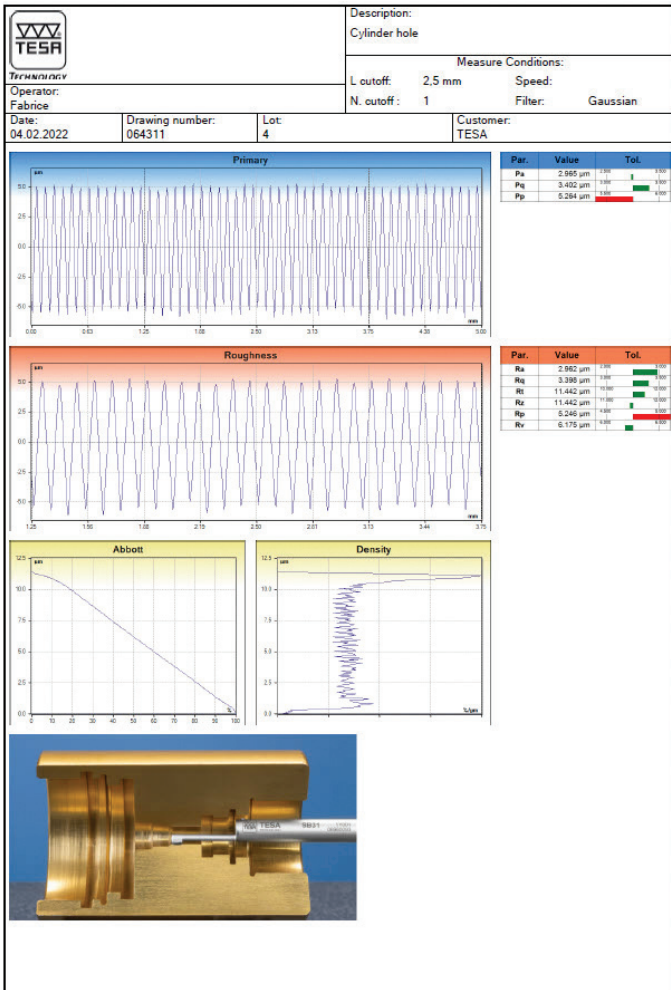 TESA
TECHNOLOGY
Description:
Cylinder hole
Measure Conditions:
L cutoff: 2,5 mm Speed:
N. cutoff : 1 Filter: Gaussian
Operator:
Fabrice
Date: Drawing number: Lot: Customer:
04.02.2022 064311 4 TESA
Primary
µm
5.0
2.5
0.0
-2.5
-5.0
mm
0.00 0.63 1.25 1.88 2.50 3.13 3.75 4.38 5.00
Par. Value Tol.
Pa 2.965 µm
Pq 3.402 µm
Pp 5.264 µm
Roughness
µm
5.0
2.5
0.0
-2.5
-5.0
mm
1.25 1.56 1.88 2.19 2.50 2.81 3.13 3.44 3.75
Par. Value Tol.
Ra 2.962 µm
Rq 3.398 µm
Rt 11.442 µm
Rz 11.442 µm
Rp 5.246 µm
Rv 6.175 µm
Abbott
12.5 µm
10.0
7.5
5.0
2.5
0.0
%
0 10 20 30 40 50 60 70 80 90 100
Density
12.5 µm
10.0
7.5
5.0
2.5
0.0
%/µm
TESA SB31